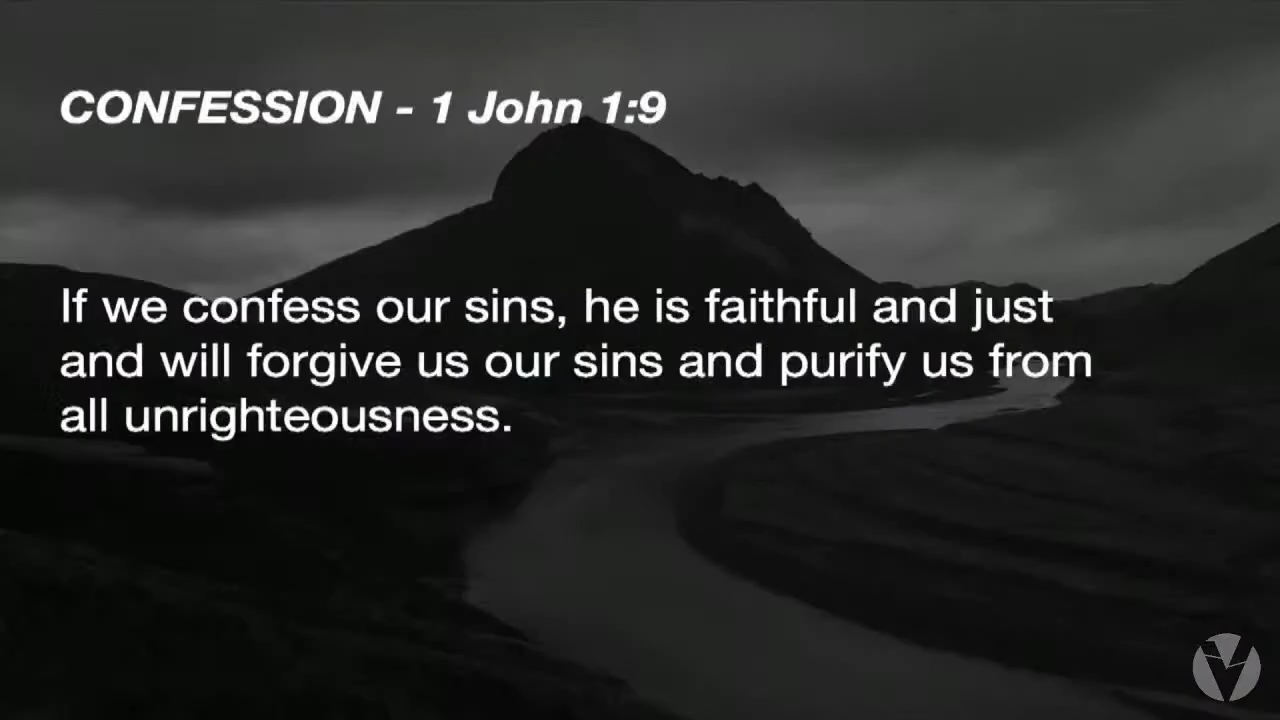 CONFESSION - 1 John 1:9
If we confess our sins, he is faithful and just
and will forgive us our sins and purify us from
all unrighteousness.